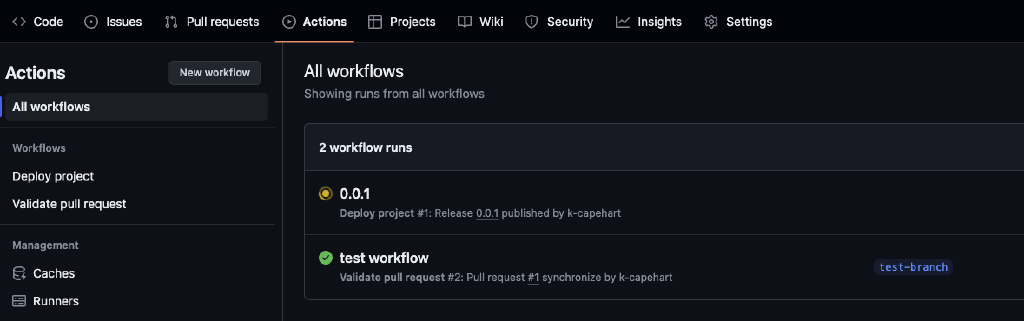 Code Issues Pull requests Actions Projects Wiki Security Insights Settings
Actions New workflow
All workflows
Workflows
Deploy project
Validate pull request
Management
Caches
Runners
All workflows
Showing runs from all workflows
2 workflow runs
0.0.1
Deploy project #1: Release 0.0.1 published by k-capehart
test workflow
Validate pull request #2: Pull request #1 synchronize by k-capehart
test-branch